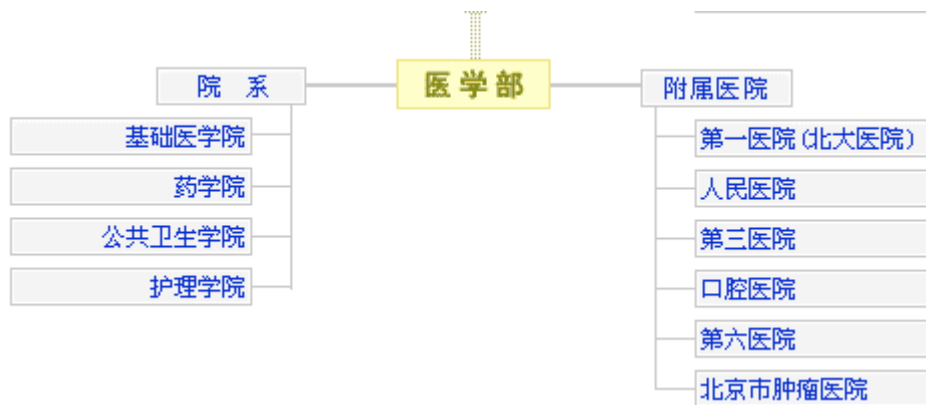 医学部
院 系
基础医学院
药学院
公共卫生学院
护理学院
附属医院
第一医院(北大医院)
人民医院
第三医院
口腔医院
第六医院
北京市肿瘤医院